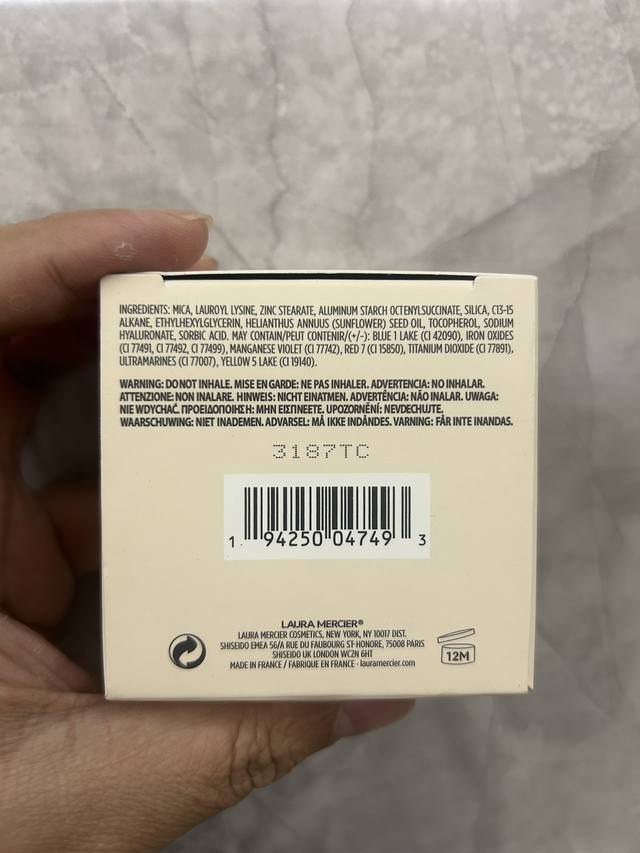 INGREDIENTS: MICA, LAUROYL LYSINE, ZINC STEARATE, ALUMINUM STARCH OCTENYLSUCCINATE, SILICA, C13-15
ALKANE, ETHYLHEXYLGLYCERIN, HELIANTHUS ANNUUS (SUNFLOWER) SEED OIL, TOCOPHEROL, SODIUM
HYALURONATE, SORBIC ACID. MAY CONTAIN/PEUT CONTENIR/(+/-): BLUE 1 LAKE (CI 42090), IRON OXIDES
(CI 77491, CI 77492, CI 77499), MANGANESE VIOLET (CI 77742), RED 7 (CI 15850), TITANIUM DIOXIDE (CI 77891),
ULTRAMARINES (CI 77007), YELLOW 5 LAKE (CI 19140).
WARNING: DO NOT INHALE. MISE EN GARDE: NE PAS INHALER. ADVERTENCIA: NO INHALAR.
ATTENZIONE: NON INALARE. HINWEIS: NICHT EINATMEN. ADVERTÊNCIA: NÃO INALAR. UWAGA:
NIE WDYCHAĆ. ΠΡΟΕΙΔΟΠΟΙΗΣΗ: ΜΗΝ ΕΙΣΠΝΕΕΤΕ. UPOZORNĚNÍ: NEVDECHUJTE.
WAARSCHUWING: NIET INADEMEN. ADVARSEL: MÅ IKKE INDÅNDES. VARNING: FÅR INTE INANDAS.
3187TC
1 94250 04749 3
LAURA MERCIER®
LAURA MERCIER COSMETICS, NEW YORK, NY 10017 DIST.
SHISEIDO EMEA 56/A RUE DU FAUBOURG ST-HONORE, 75008 PARIS
SHISEIDO UK LONDON WC2N 6HT
MADE IN FRANCE / FABRIQUE EN FRANCE · lauramercier.com
12M